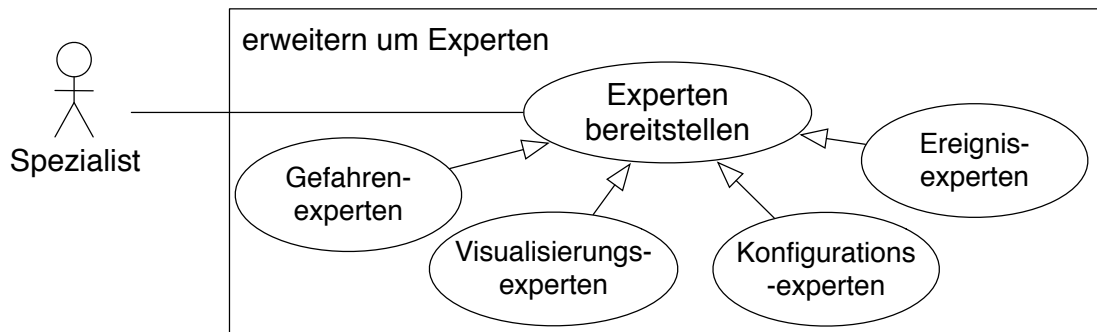 erweitern um Experten
Experten
bereitstellen
Spezialist
Gefahren-
experten
Visualisierungs-
experten
Konfigurations
-experten
Ereignis-
experten